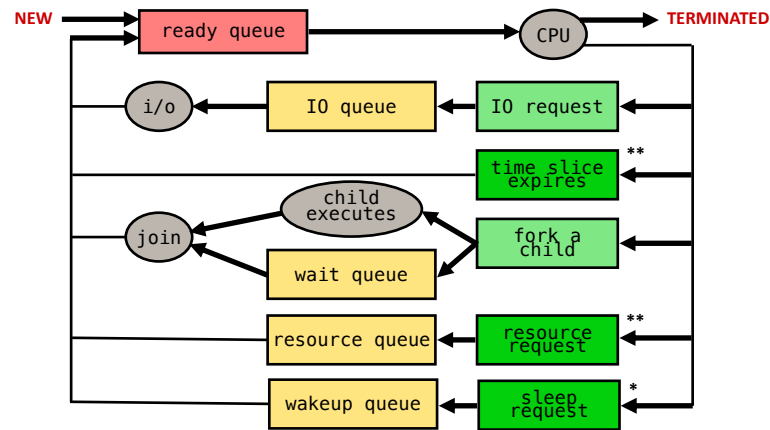 NEW
ready queue
CPU
TERMINATED
i/o
IO queue
IO request
**
time slice
expires
child
executes
join
fork a
child
wait queue
**
resource queue
resource
request
*
wakeup queue
sleep
request